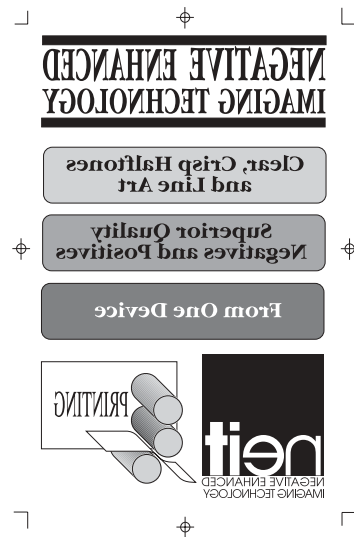 NEGATIVE ENHANCED
IMAGING TECHNOLOGY
Clear, Crisp Halftones
and Line Art
Superior Quality
Negatives and Positives
From One Device
PRINTING
neit
NEGATIVE ENHANCED
IMAGING TECHNOLOGY